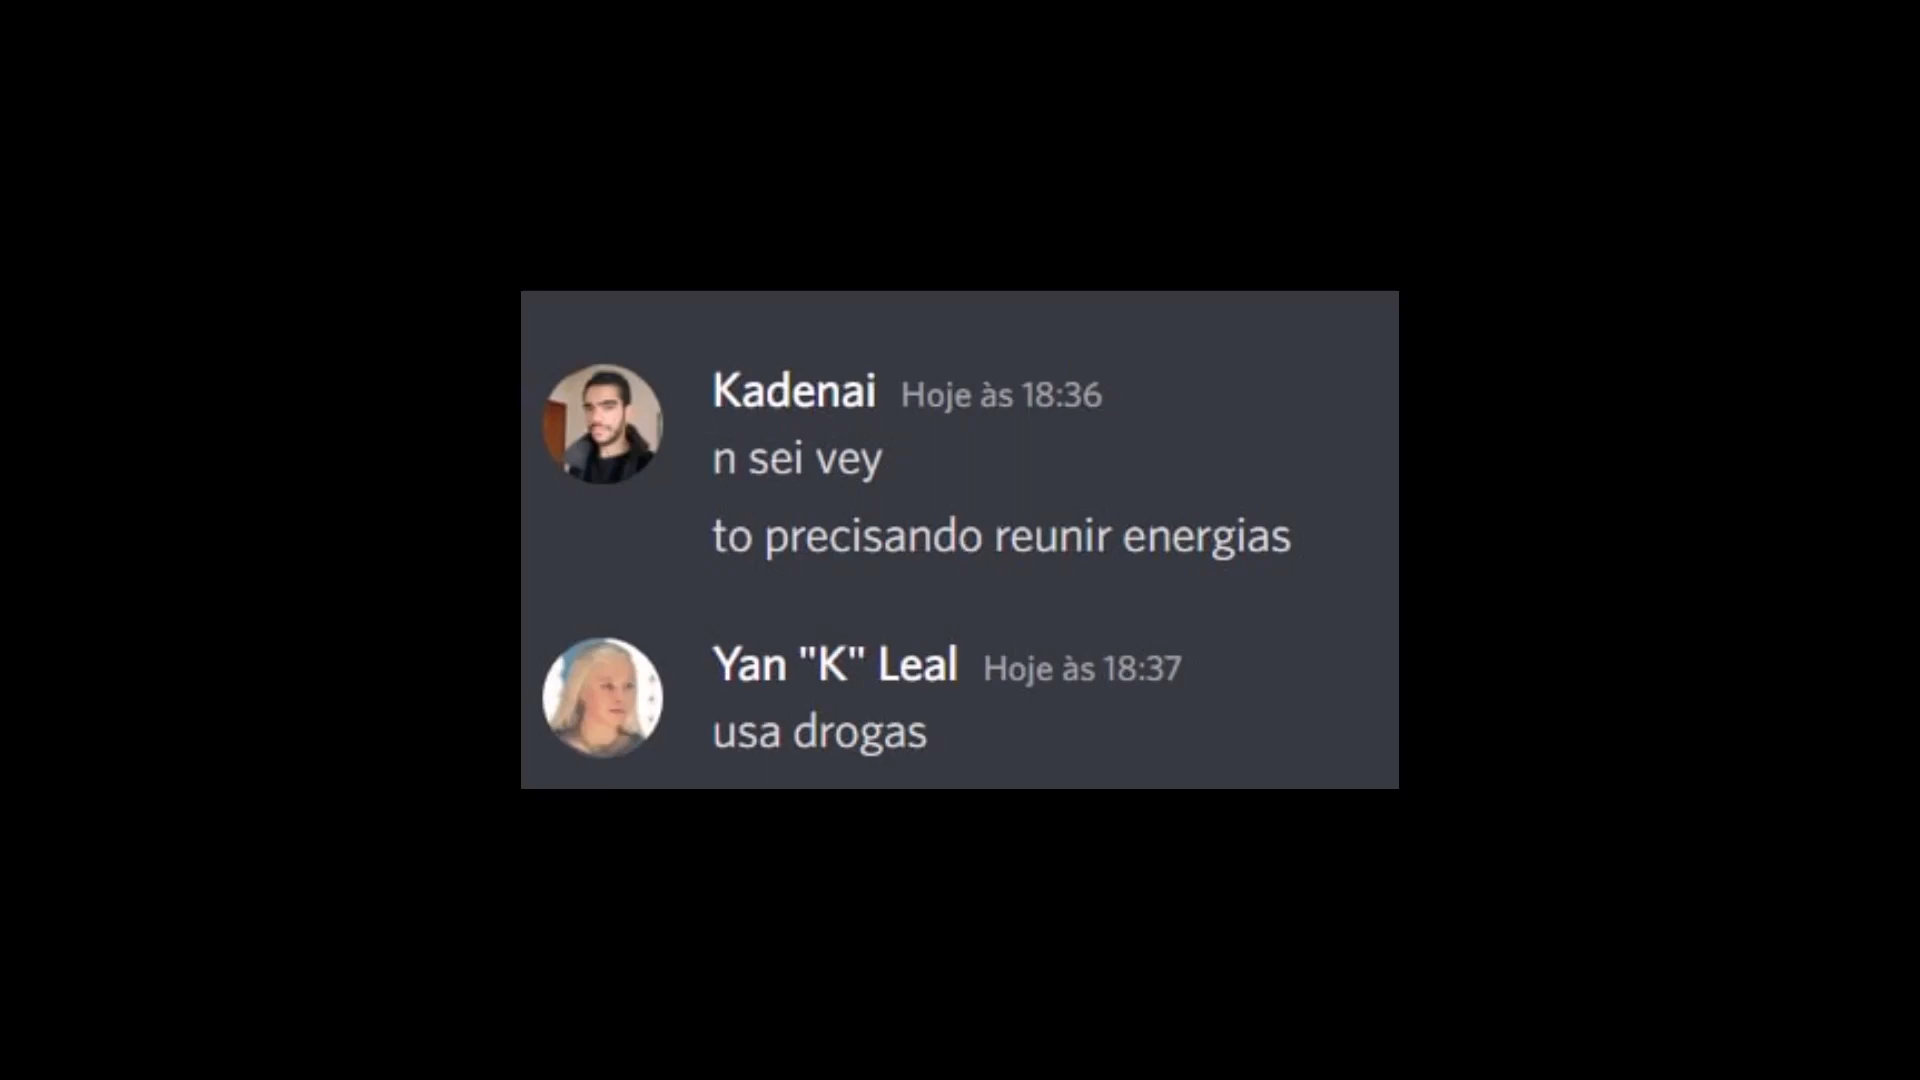 Kadenai Hoje às 18:36
n sei vey
to precisando reunir energias
Yan "K" Leal Hoje às 18:37
usa drogas